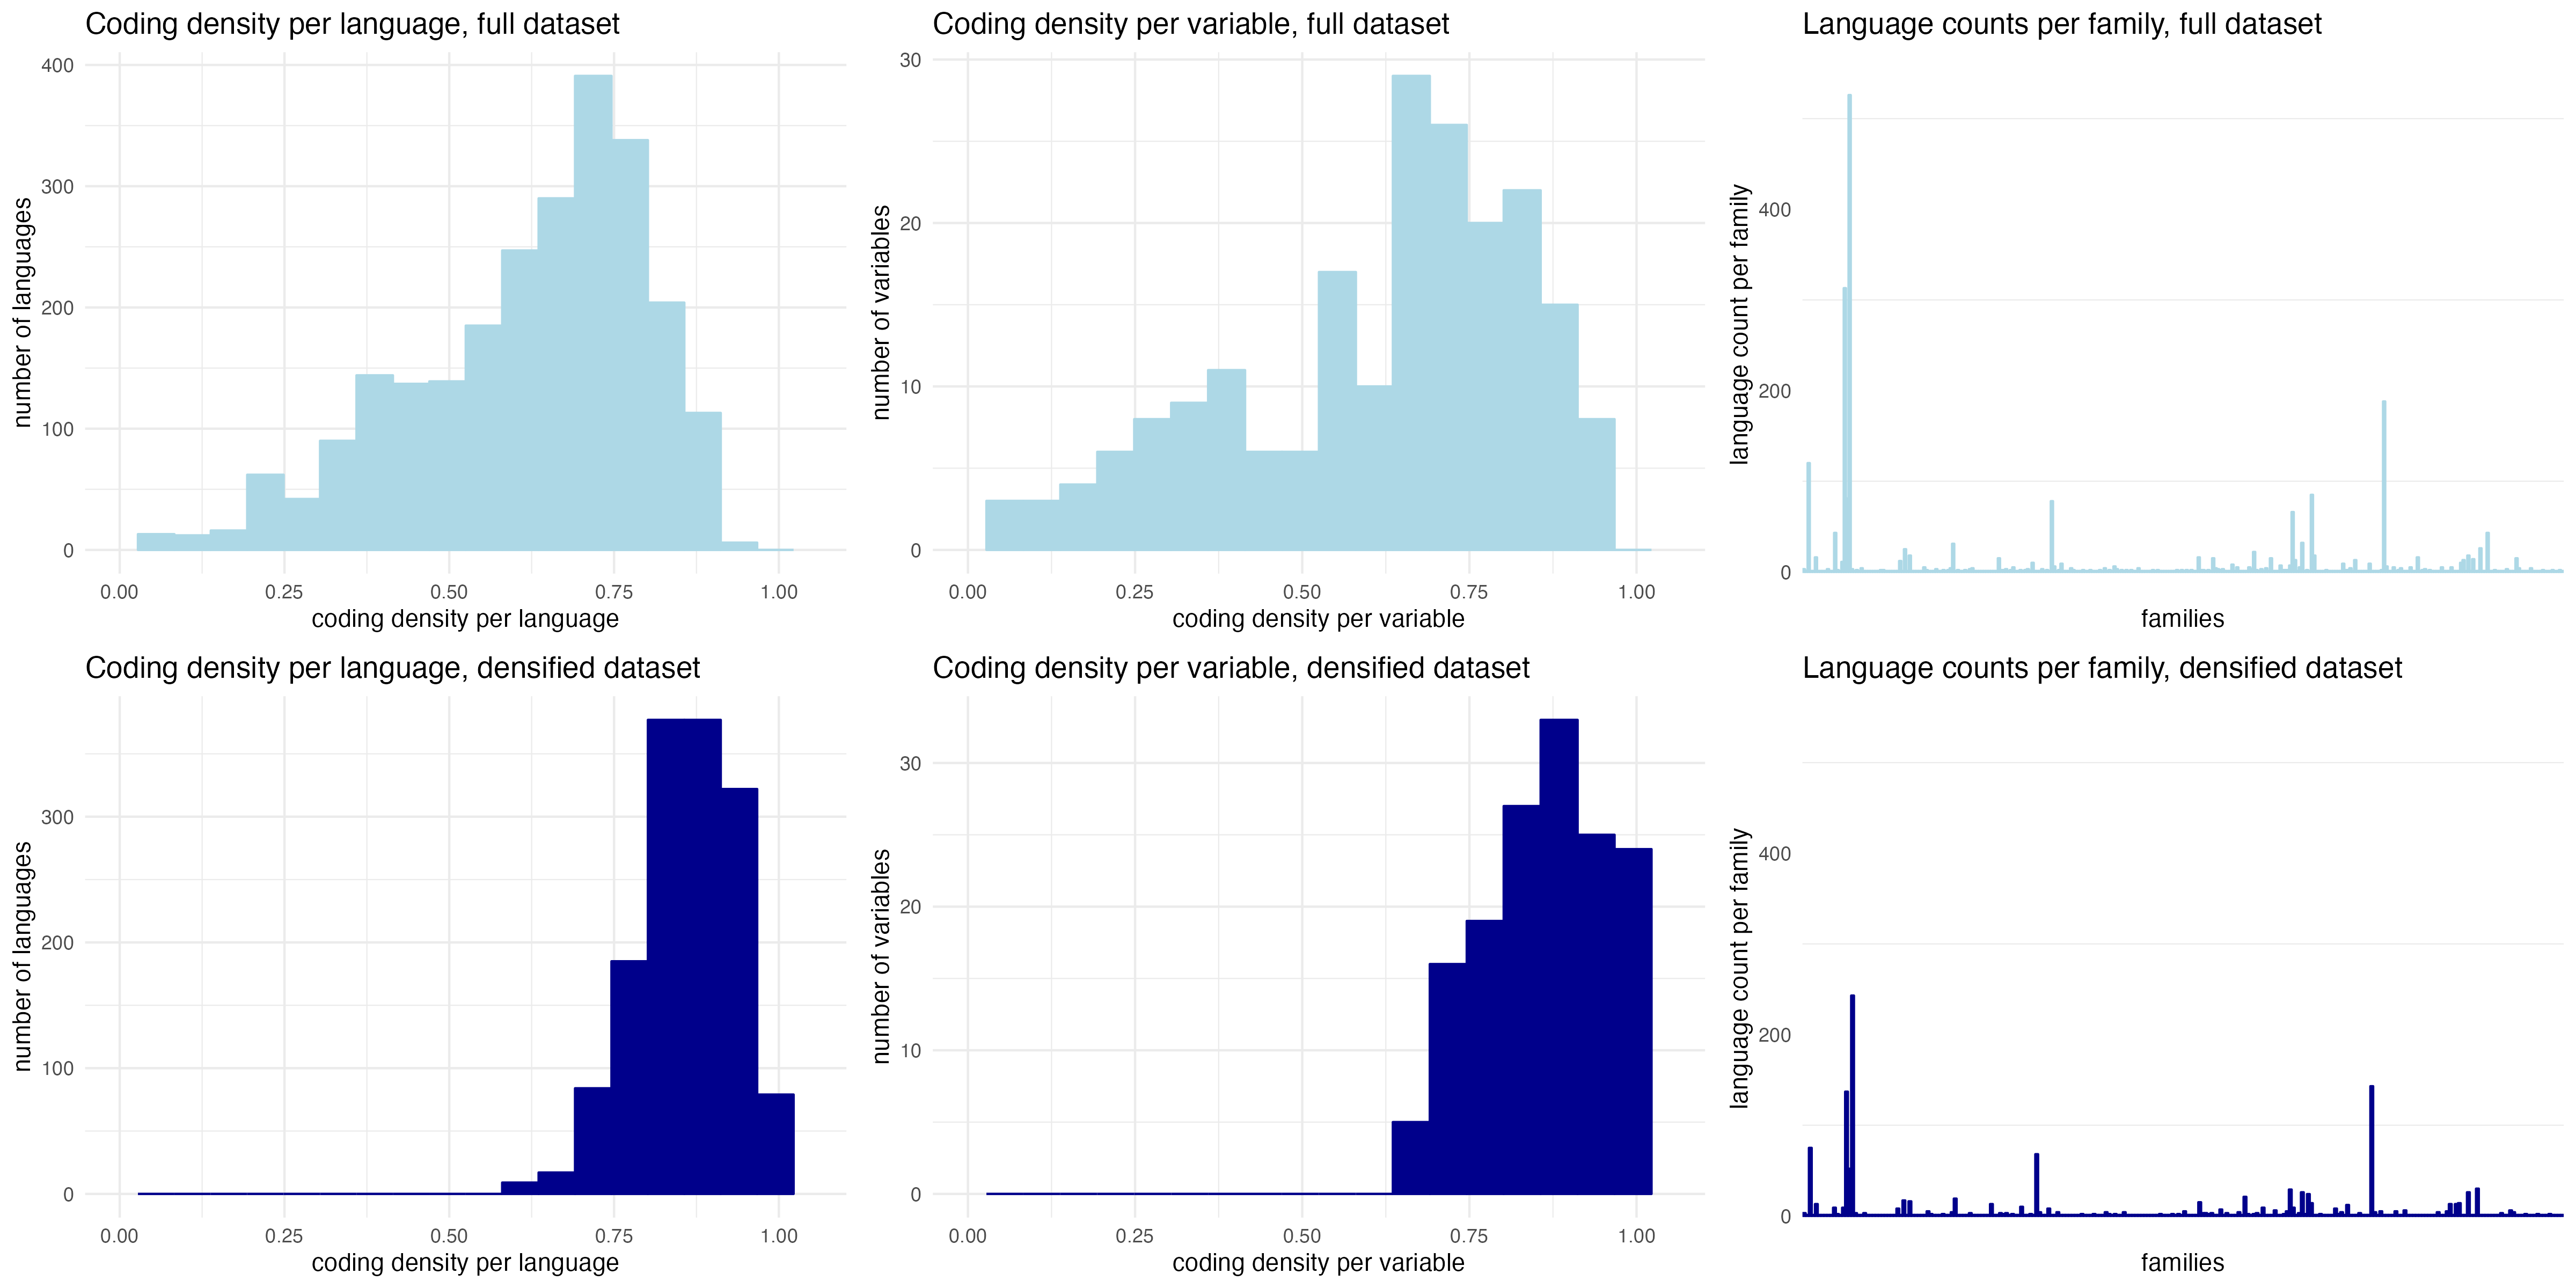 Coding density per language, full dataset
number of languages
400
300
200
100
0
0.00 0.25 0.50 0.75 1.00
coding density per language
Coding density per variable, full dataset
number of variables
30
20
10
0
0.00 0.25 0.50 0.75 1.00
coding density per variable
Language counts per family, full dataset
language count per family
400
200
0
families
Coding density per language, densified dataset
number of languages
300
200
100
0
0.00 0.25 0.50 0.75 1.00
coding density per language
Coding density per variable, densified dataset
number of variables
30
20
10
0
0.00 0.25 0.50 0.75 1.00
coding density per variable
Language counts per family, densified dataset
language count per family
400
200
0
families